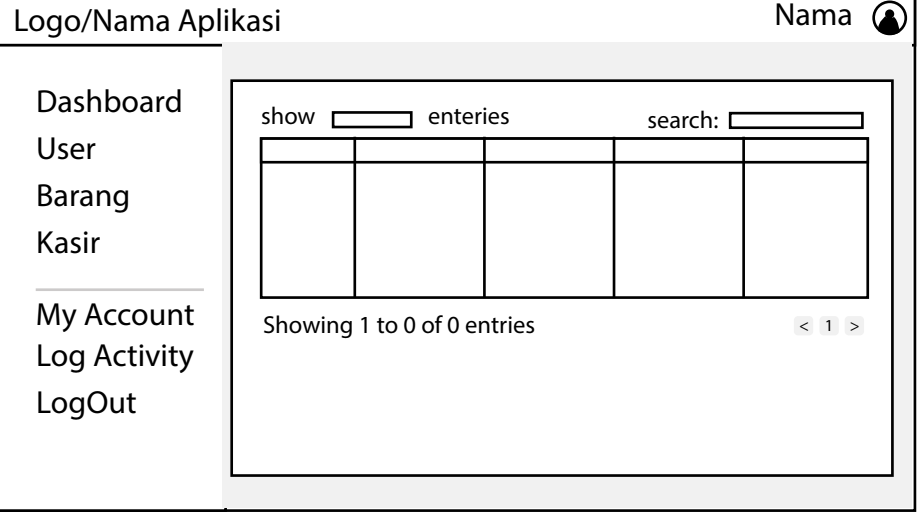 Logo/Nama Aplikasi
Nama
Dashboard
User
Barang
Kasir
My Account
Log Activity
LogOut
show enteries
search:
Showing 1 to 0 of 0 entries
< 1 >